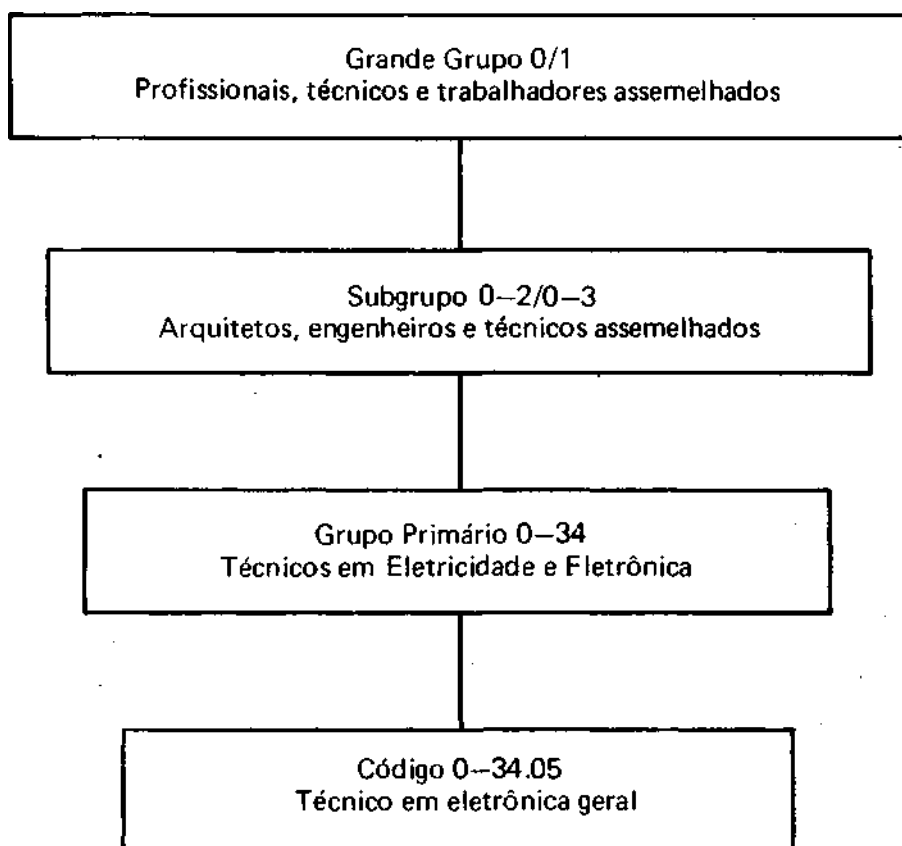 Grande Grupo 0/1
Profissionais, técnicos e trabalhadores assemelhados
Subgrupo 0–2/0–3
Arquitetos, engenheiros e técnicos assemelhados
Grupo Primário 0–34
Técnicos em Eletricidade e Fletrônica
Código 0–34.05
Técnico em eletrônica geral